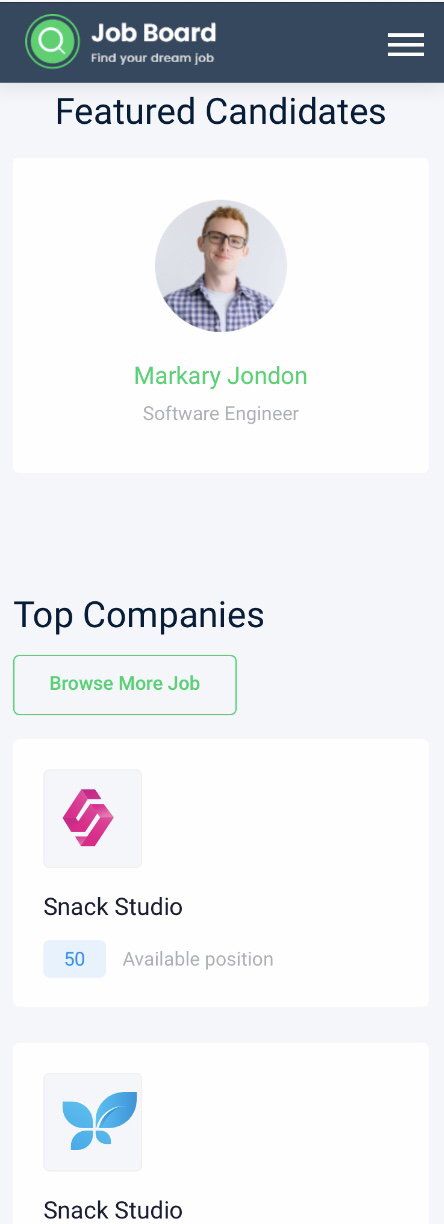 Job Board
Find your dream job
Featured Candidates
Markary Jondon
Software Engineer
Top Companies
Browse More Job
Snack Studio
50 Available position
Snack Studio